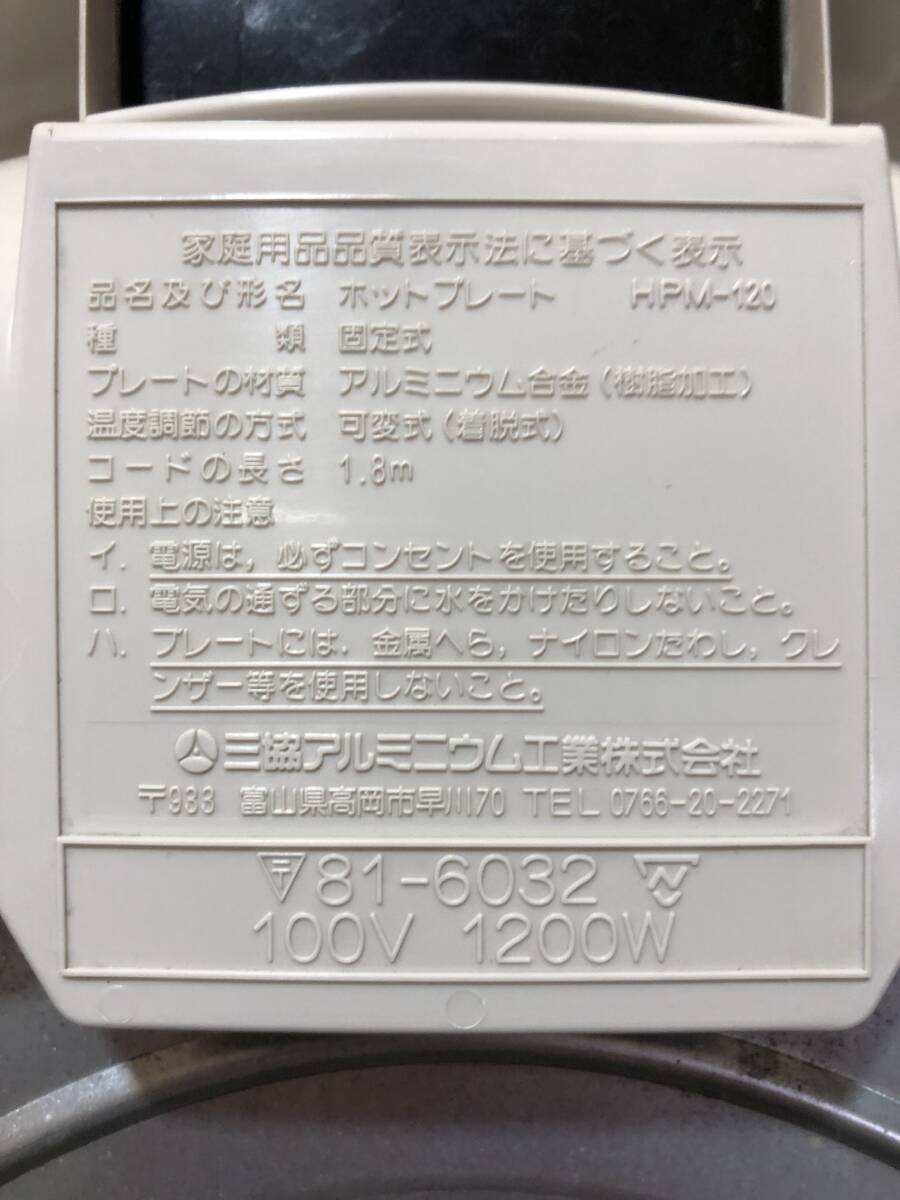 家庭用品品質表示法に基づく表示
品名及び形名 ホットプレート HPM-120
種類 固定式
プレートの材質 アルミニウム合金(樹脂加工)
温度調節の方式 可変式(着脱式)
コードの長さ 1.8m
使用上の注意
イ. 電源は,必ずコンセントを使用すること。
ロ. 電気の通ずる部分に水をかけたりしないこと。
ハ. プレートには,金属へら,ナイロンたわし,クレ
ンザー等を使用しないこと。
三協アルミニウム工業株式会社
〒933 富山県高岡市早川170 TEL 0766-20-2271
〒81-6032
100V 1200W